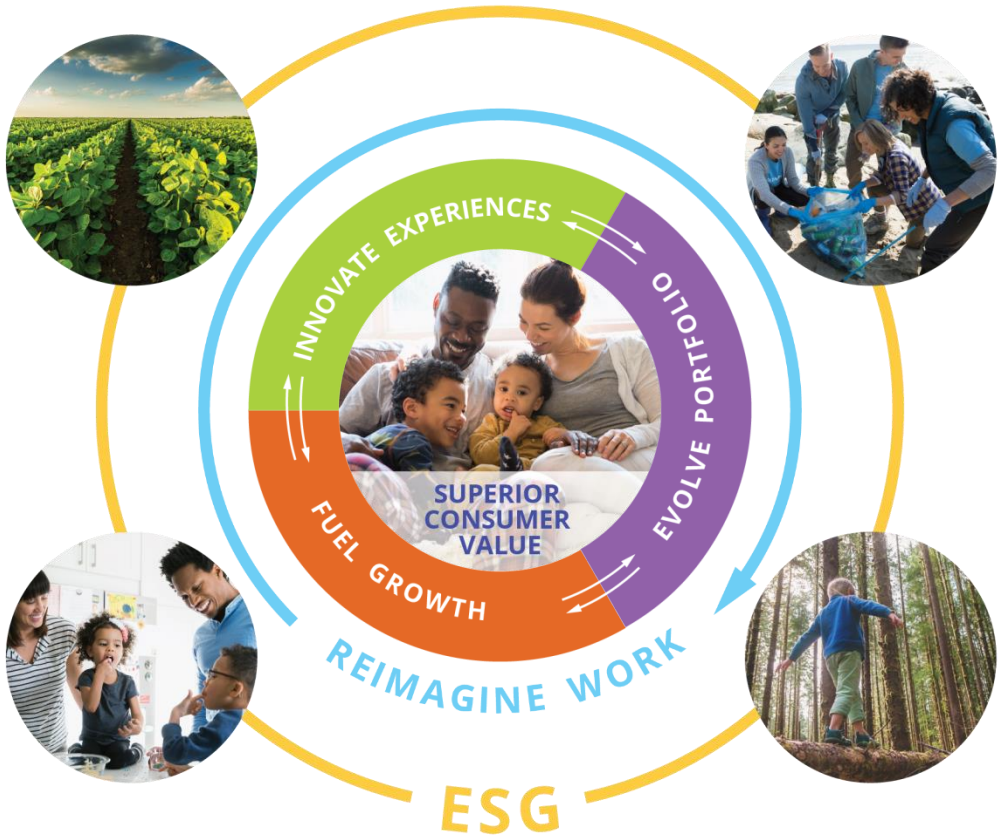 INNOVATE EXPERIENCES
EVOLVE PORTFOLIO
FUEL GROWTH
SUPERIOR
CONSUMER
VALUE
REIMAGINE WORK
ESG